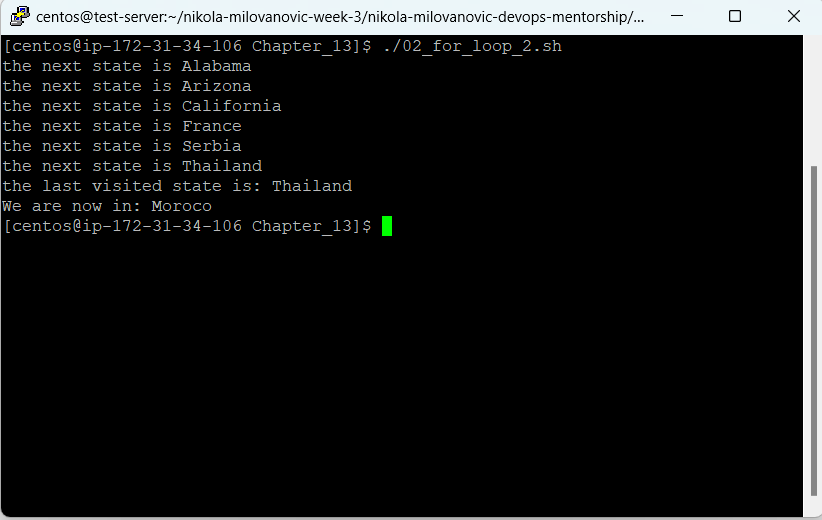 centos@test-server:~/nikola-milovanovic-week-3/nikola-milovanovic-devops-mentorship/...
[centos@ip-172-31-34-106 Chapter_13]$ ./02_for_loop_2.sh
the next state is Alabama
the next state is Arizona
the next state is California
the next state is France
the next state is Serbia
the next state is Thailand
the last visited state is: Thailand
We are now in: Moroco
[centos@ip-172-31-34-106 Chapter_13]$